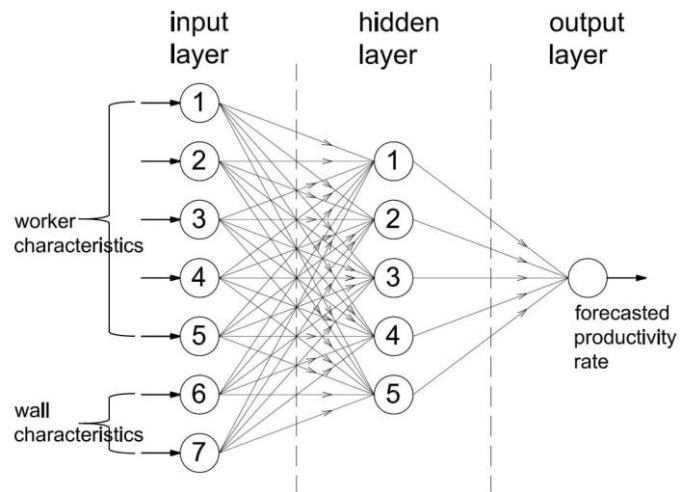 input
layer
hidden
layer
output
layer
1
2
3
4
5
6
7
worker
characteristics
wall
characteristics
1
2
3
4
5
forecasted
productivity
rate